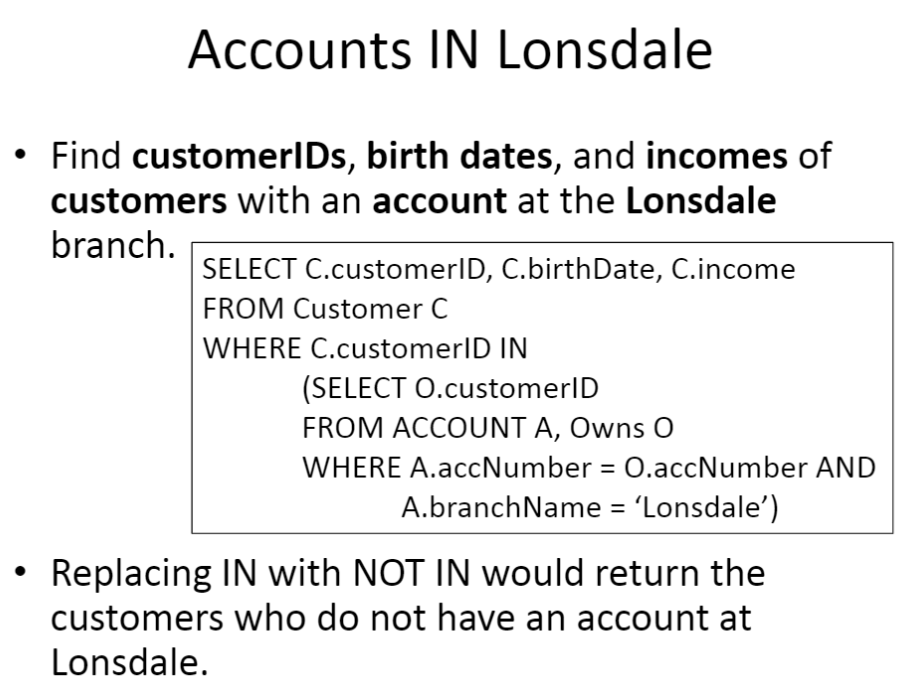 Accounts IN Lonsdale
• Find customerIDs, birth dates, and incomes of
customers with an account at the Lonsdale
branch.
SELECT C.customerID, C.birthDate, C.income
FROM Customer C
WHERE C.customerID IN
(SELECT O.customerID
FROM ACCOUNT A, Owns O
WHERE A.accNumber = O.accNumber AND
A.branchName = ‘Lonsdale’)
• Replacing IN with NOT IN would return the
customers who do not have an account at
Lonsdale.